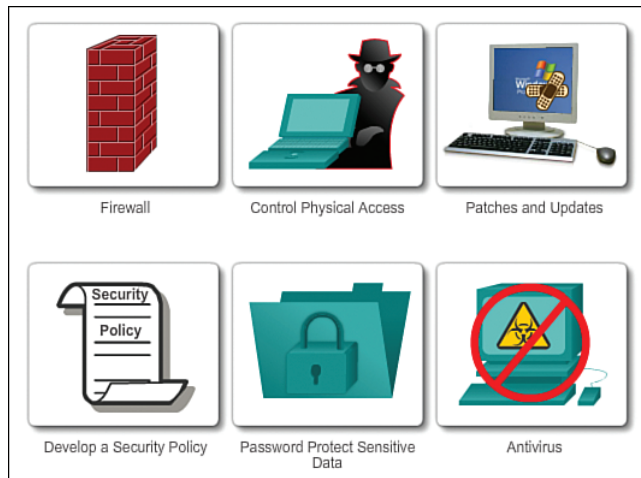 Firewall
Control Physical Access
Patches and Updates
Security
Policy
Develop a Security Policy
Password Protect Sensitive
Data
Antivirus